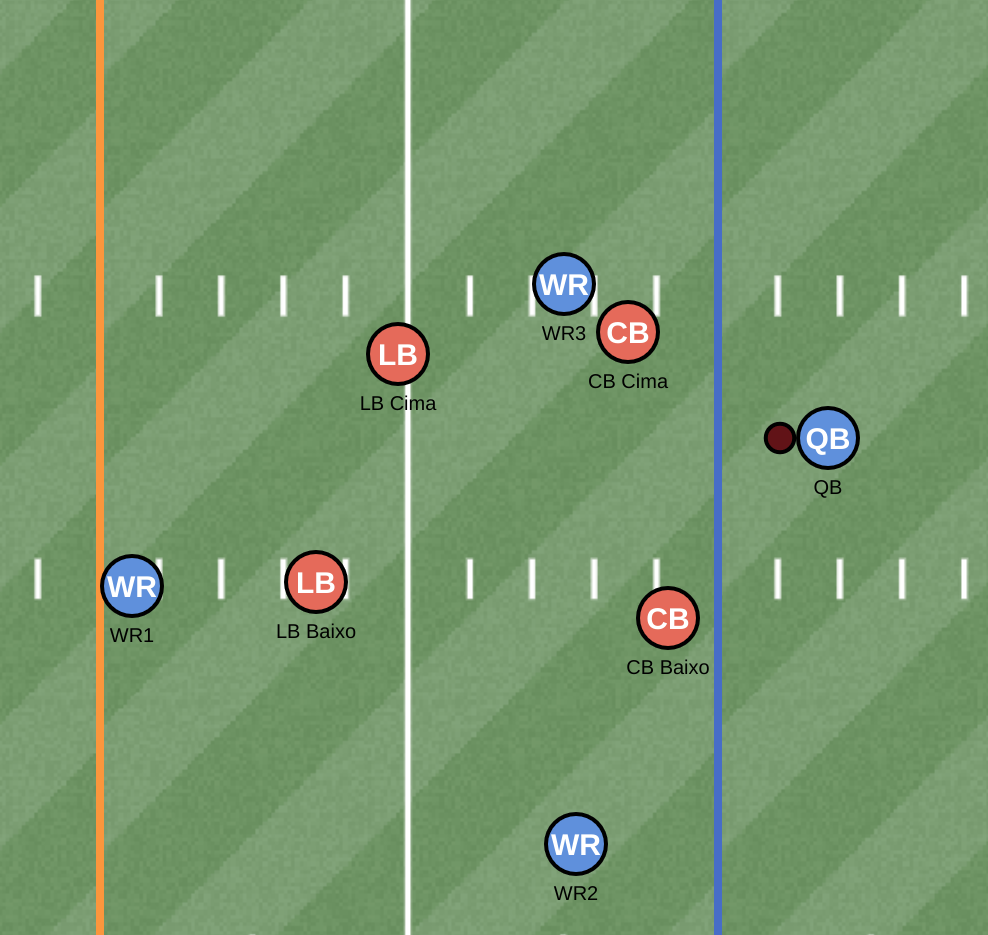 WR
WR3
CB
CB Cima
LB
LB Cima
QB
QB
WR
WR1
LB
LB Baixo
CB
CB Baixo
WR
WR2